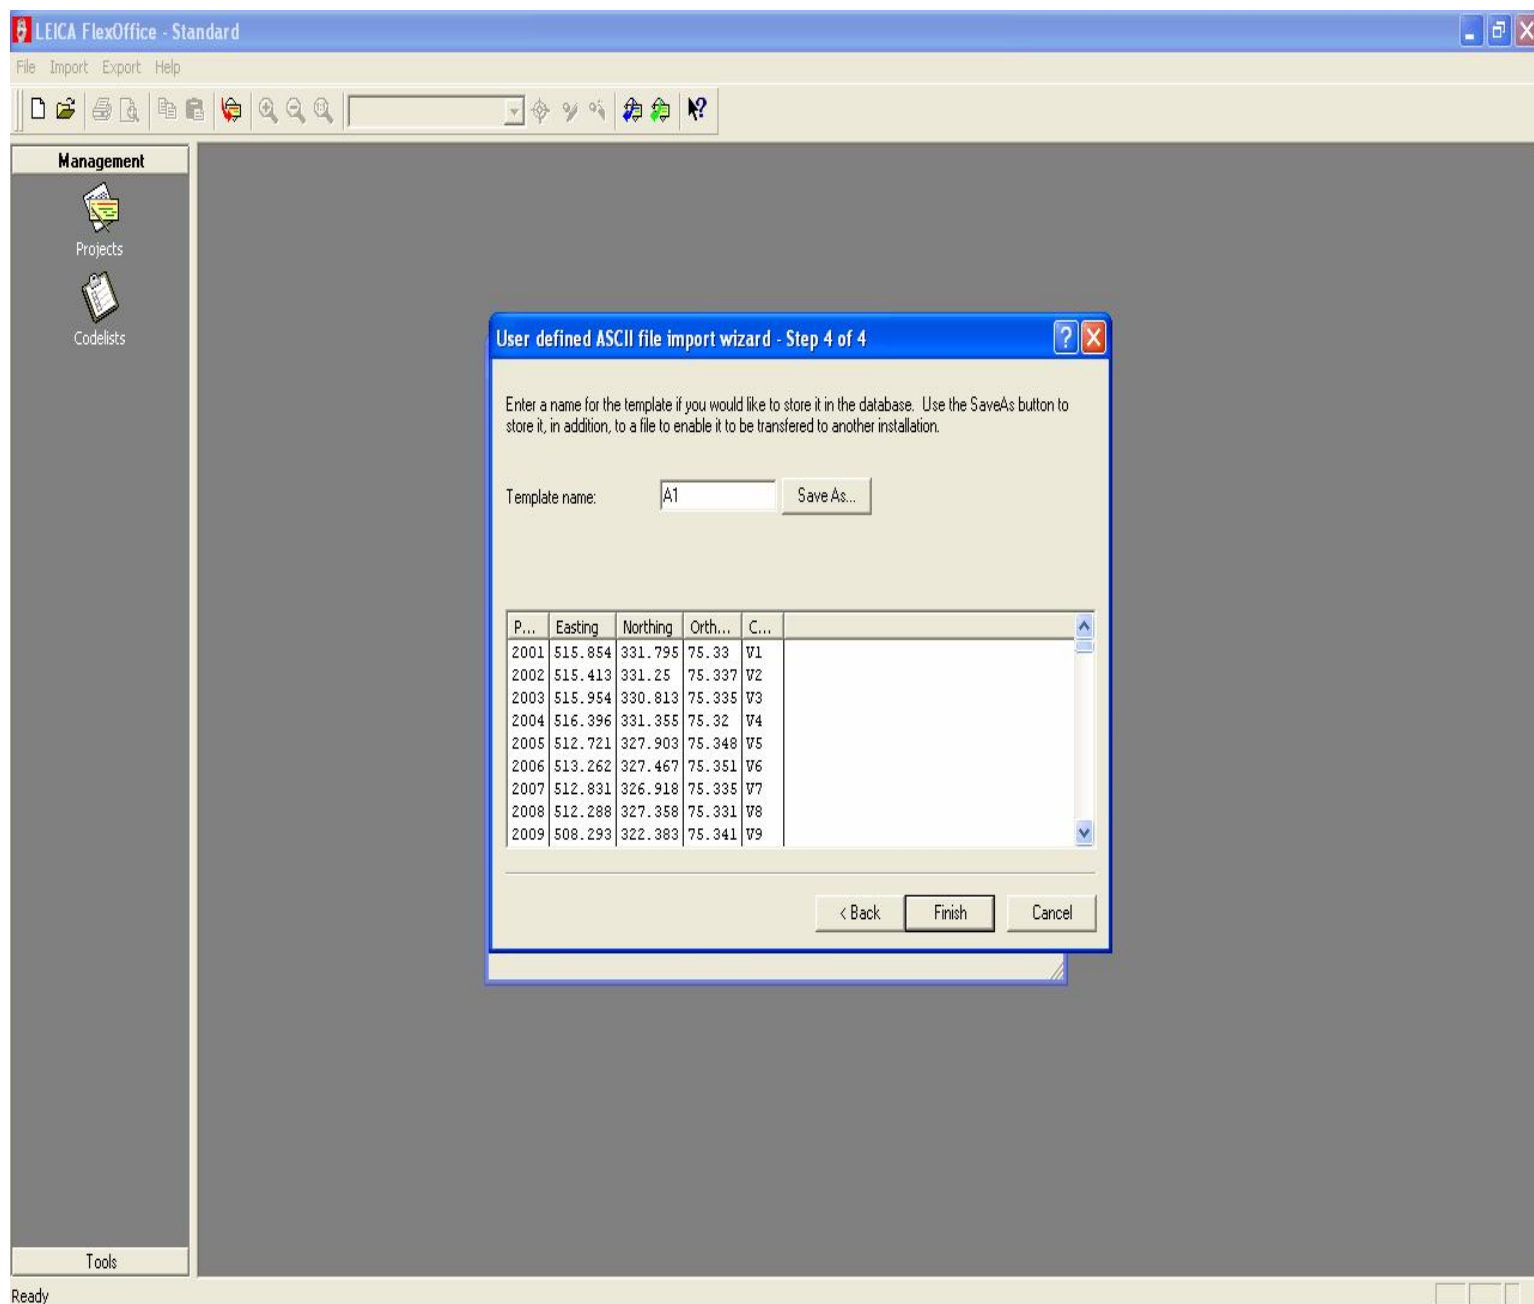 LEICA FlexOffice - Standard
File Import Export Help
Management
Projects
Codelists
User defined ASCII file import wizard - Step 4 of 4
Enter a name for the template if you would like to store it in the database. Use the SaveAs button to
store it, in addition, to a file to enable it to be transfered to another installation.
Template name: A1 Save As...
P... Easting Northing Orth... C...
2001 515.854 331.795 75.33 V1
2002 515.413 331.25 75.337 V2
2003 515.954 330.813 75.335 V3
2004 516.396 331.355 75.32 V4
2005 512.721 327.903 75.348 V5
2006 513.262 327.467 75.351 V6
2007 512.831 326.918 75.335 V7
2008 512.288 327.358 75.331 V8
2009 508.293 322.383 75.341 V9
< Back Finish Cancel
Tools
Ready